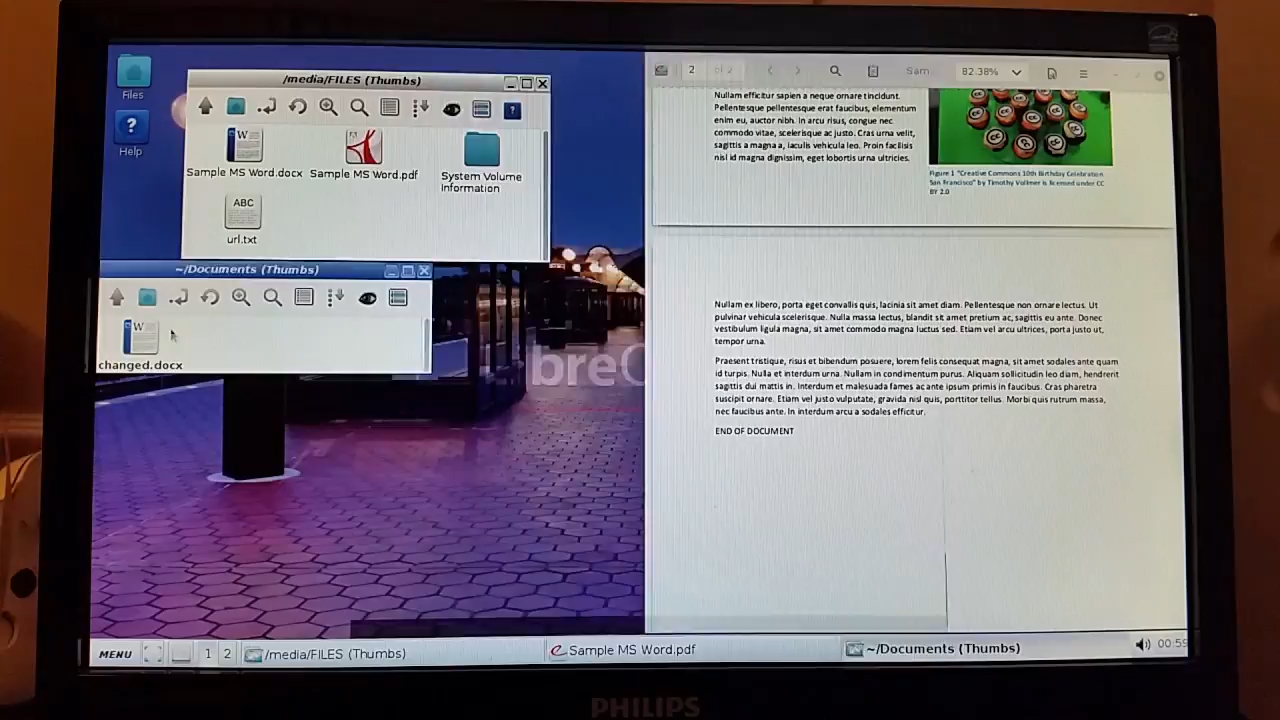 Files
Help
/media/FILES (Thumbs)
Sample MS Word.docx
Sample MS Word.pdf
System Volume
Information
ABC
url.txt
~/Documents (Thumbs)
changed.docx
breO
2
of 2
Sam
82.38%
Nullam efficitur sapien a neque ornare tincidunt.
Pellentesque pellentesque erat faucibus, elementum
enim eu, auctor nibh. In arcu risus, congue nec
commodo vitae, scelerisque ac justo. Cras urna velit,
sagittis a magna a, iaculis vehicula leo. Proin facilisis
nisl id magna dignissim, eget lobortis urna ultricies.
Figure 1 "Creative Commons 10th Birthday Celebration
San Francisco" by Timothy Vollmer is licensed under CC
BY 2.0
Nullam ex libero, porta eget convallis quis, lacinia sit amet diam. Pellentesque non ornare lectus. Ut
pulvinar vehicula scelerisque. Nulla massa lectus, blandit sit amet pretium ac, sagittis eu ante. Donec
vestibulum ligula magna, sit amet commodo magna luctus sed. Etiam vel arcu ultrices, porta justo ut,
tempor urna.
Praesent tristique, risus et bibendum posuere, lorem felis consequat magna, sit amet sodales ante quam
id turpis. Nulla et interdum urna. Nullam in condimentum purus. Aliquam sollicitudin leo diam, hendrerit
sagittis dui mattis in. Interdum et malesuada fames ac ante ipsum primis in faucibus. Cras pharetra
suscipit ornare. Etiam vel justo vulputate, gravida nisl quis, porttitor tellus. Morbi quis rutrum massa,
nec faucibus ante. In interdum arcu a sodales efficitur.
END OF DOCUMENT
MENU
1
2
/media/FILES (Thumbs)
Sample MS Word.pdf
~/Documents (Thumbs)
00:59
PHILIPS